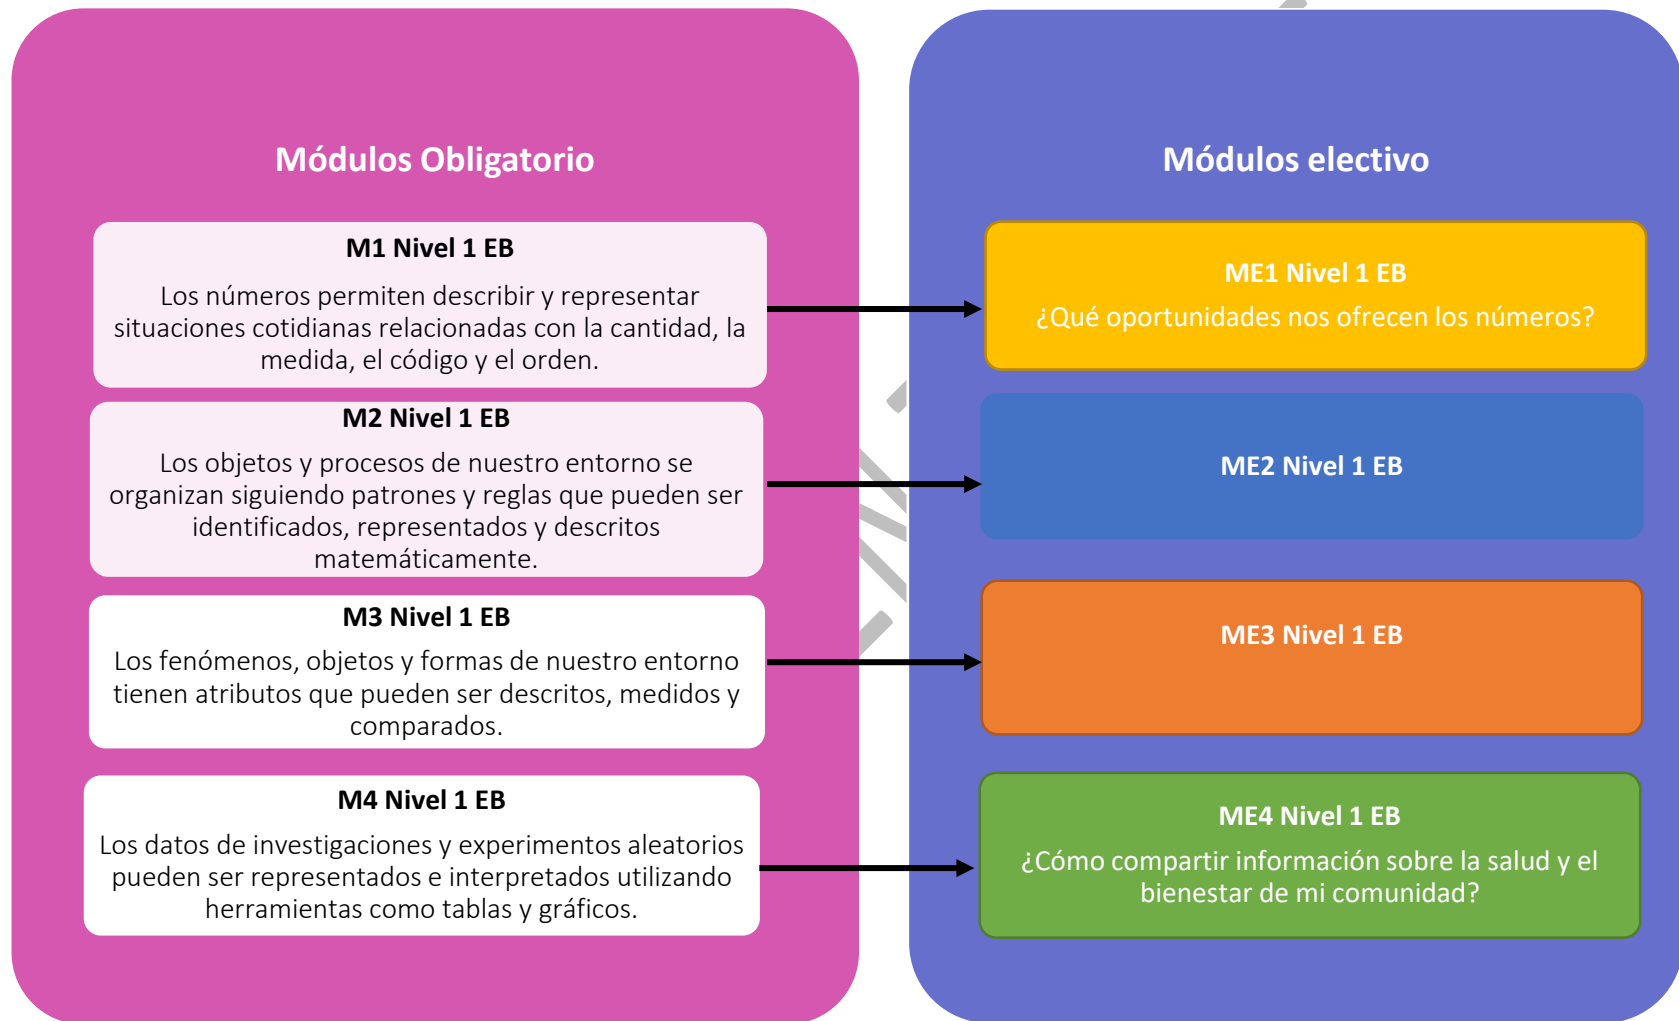 Módulos Obligatorio
M1 Nivel 1 EB
Los números permiten describir y representar
situaciones cotidianas relacionadas con la cantidad, la
medida, el código y el orden.
M2 Nivel 1 EB
Los objetos y procesos de nuestro entorno se
organizan siguiendo patrones y reglas que pueden ser
identificados, representados y descritos
matemáticamente.
M3 Nivel 1 EB
Los fenómenos, objetos y formas de nuestro entorno
tienen atributos que pueden ser descritos, medidos y
comparados.
M4 Nivel 1 EB
Los datos de investigaciones y experimentos aleatorios
pueden ser representados e interpretados utilizando
herramientas como tablas y gráficos.
Módulos electivo
ME1 Nivel 1 EB
¿Qué oportunidades nos ofrecen los números?
ME2 Nivel 1 EB
ME3 Nivel 1 EB
ME4 Nivel 1 EB
¿Cómo compartir información sobre la salud y el
bienestar de mi comunidad?